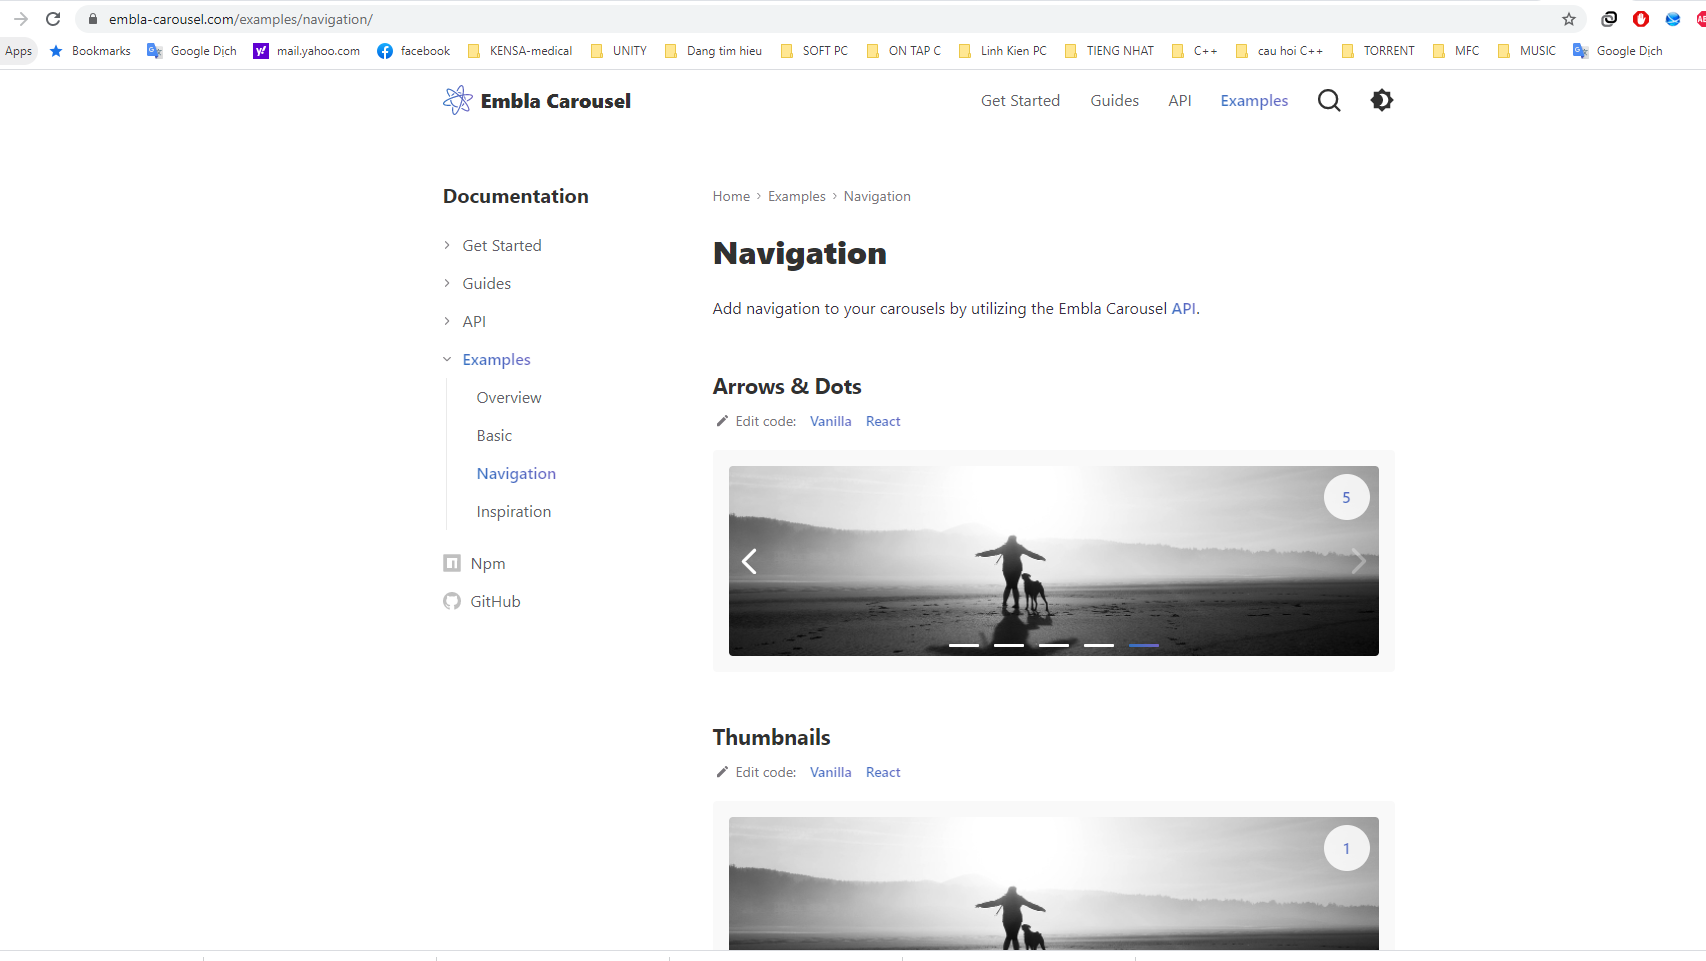 embla-carousel.com/examples/navigation/
Apps Bookmarks Google Dịch mail.yahoo.com facebook KENSA-medical UNITY Dang tim hieu SOFT PC ON TAP C Linh Kien PC TIENG NHAT C++ cau hoi C++ TORRENT MFC MUSIC Google Dịch
Embla Carousel Get Started Guides API Examples
Documentation
Get Started
Guides
API
Examples
Overview
Basic
Navigation
Inspiration
Npm
GitHub
Home › Examples › Navigation
Navigation
Add navigation to your carousels by utilizing the Embla Carousel API.
Arrows & Dots
Edit code: Vanilla React
5
Thumbnails
Edit code: Vanilla React
1